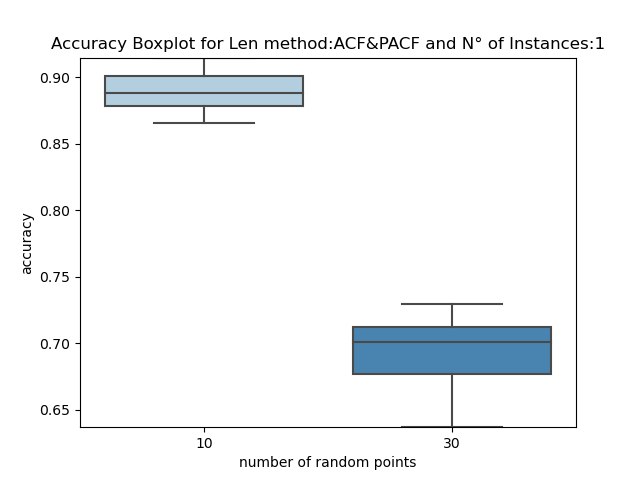 Accuracy Boxplot for Len method:ACF&PACF and N° of Instances:1
0.90
0.85
0.80
0.75
0.70
0.65
accuracy
10
30
number of random points